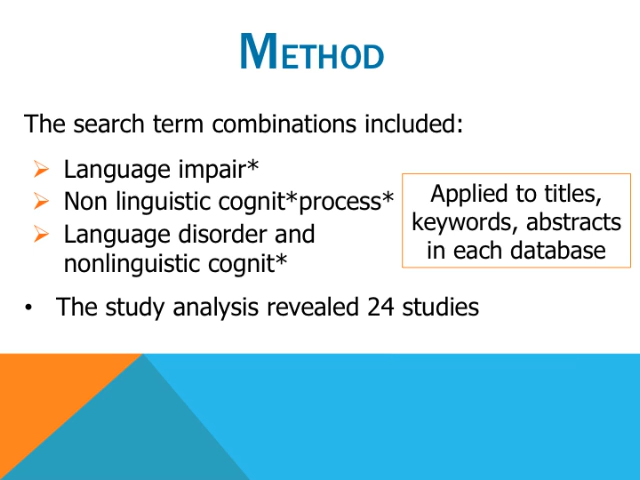 METHOD
The search term combinations included:
Language impair*
Non linguistic cognit*process*
Language disorder and
nonlinguistic cognit*
Applied to titles,
keywords, abstracts
in each database
• The study analysis revealed 24 studies